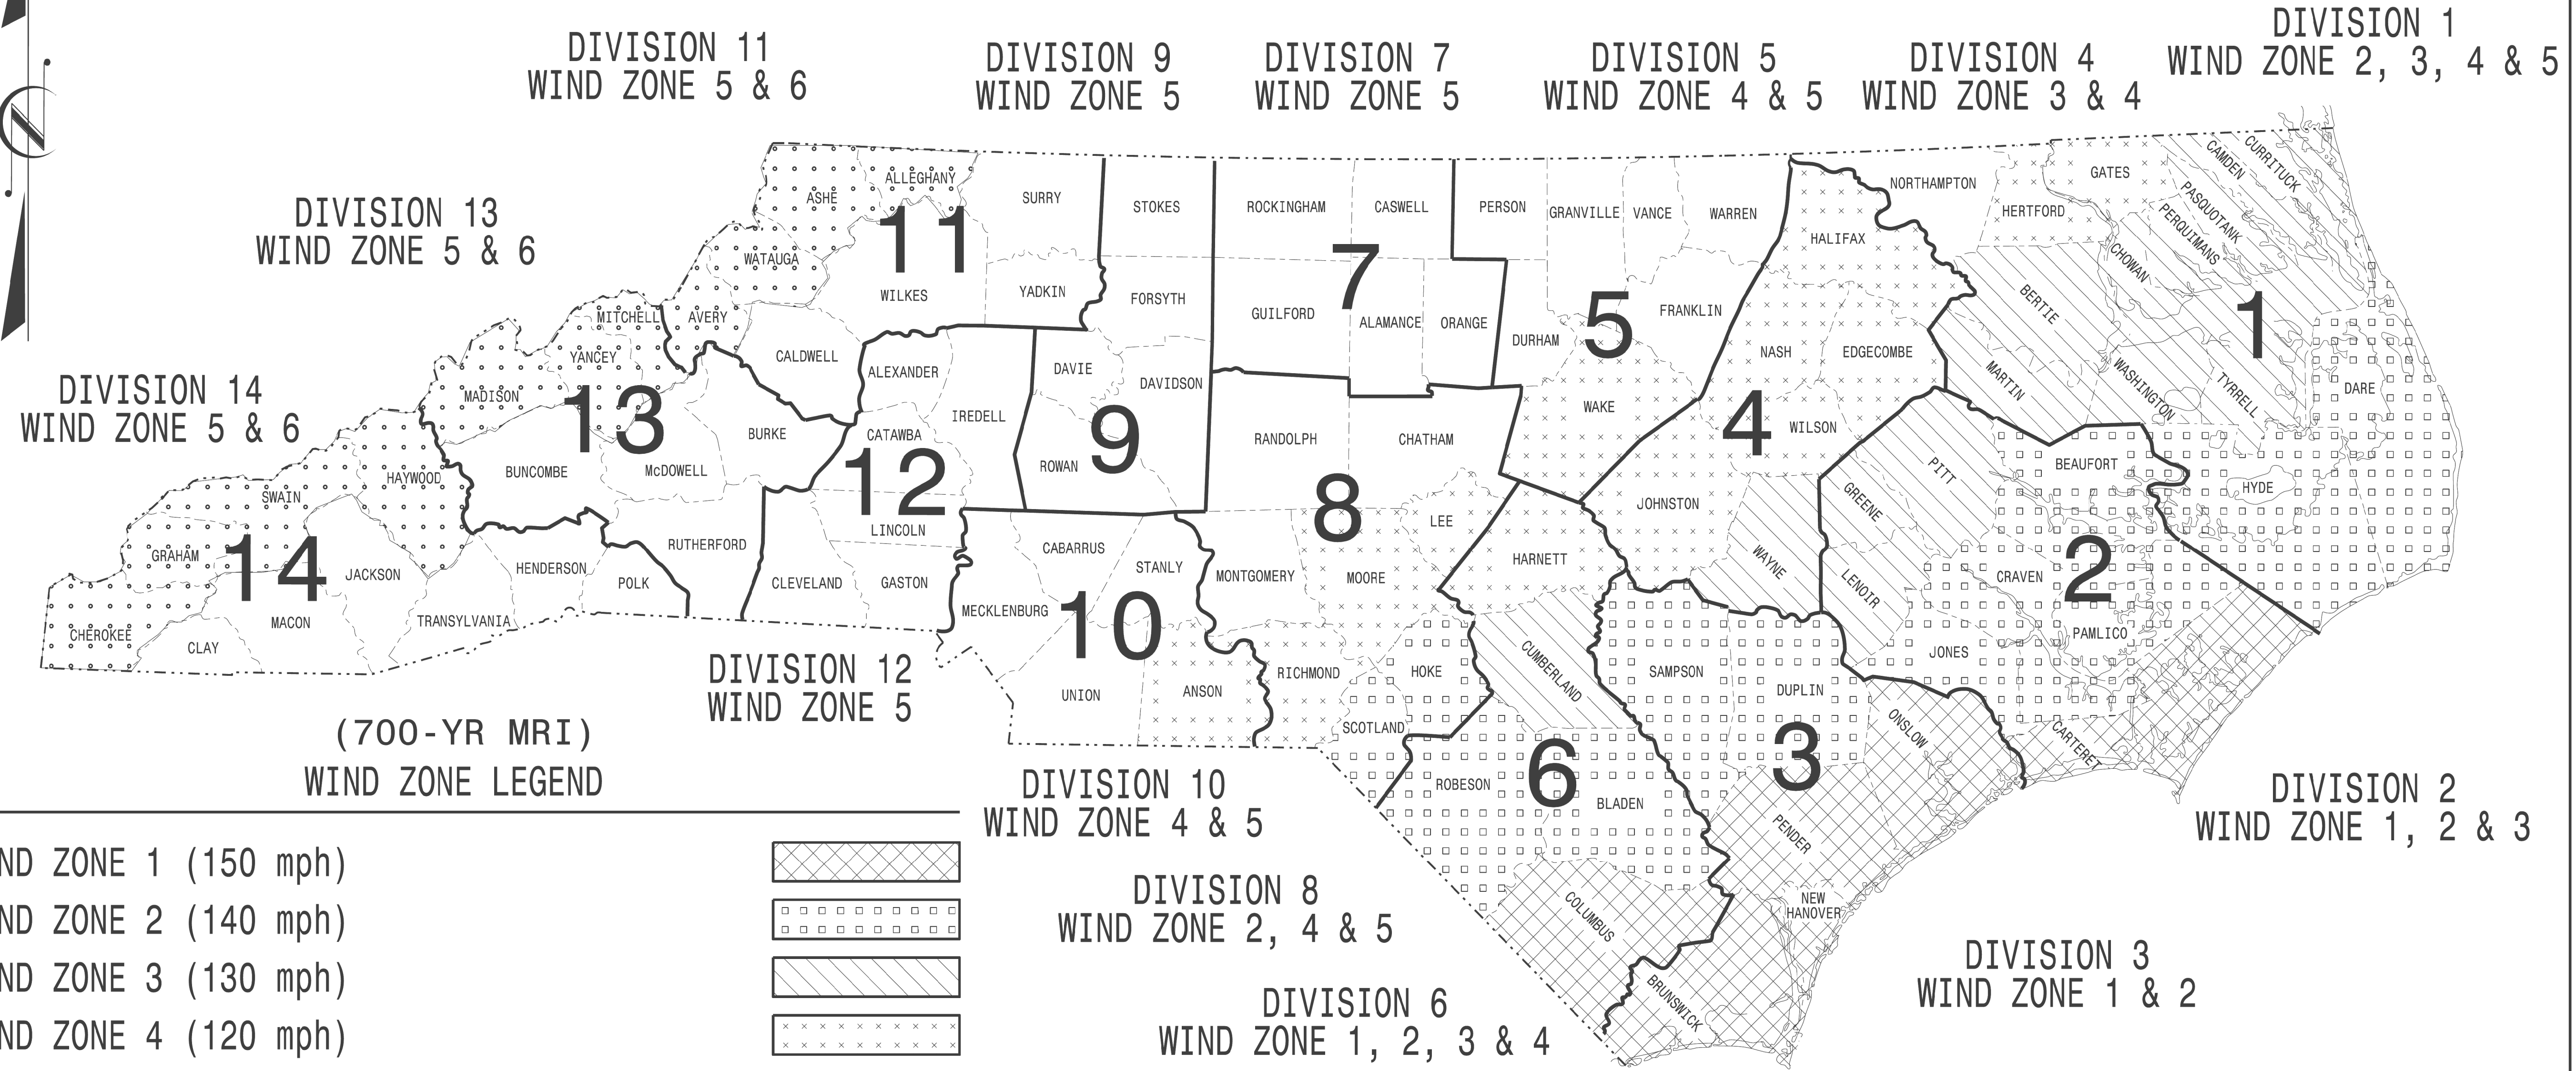 DIVISION 1
WIND ZONE 2, 3, 4 & 5
DIVISION 11
WIND ZONE 5 & 6
DIVISION 9
WIND ZONE 5
DIVISION 7
WIND ZONE 5
DIVISION 5
WIND ZONE 4 & 5
DIVISION 4
WIND ZONE 3 & 4
N
DIVISION 13
WIND ZONE 5 & 6
DIVISION 14
WIND ZONE 5 & 6
ASHE
ALLEGHANY
11
WATAUGA
WILKES
SURRY
YADKIN
AVERY
CALDWELL
STOKES
FORSYTH
DAVIE
DAVIDSON
9
ROWAN
ROCKINGHAM
CASWELL
7
GUILFORD
ALAMANCE
ORANGE
PERSON
GRANVILLE
VANCE
WARREN
5
FRANKLIN
DURHAM
WAKE
NORTHAMPTON
HALIFAX
NASH
EDGECOMBE
4
WILSON
JOHNSTON
WAYNE
HERTFORD
GATES
CAMDEN
CURRITUCK
PASQUOTANK
PERQUIMANS
CHOWAN
BERTIE
1
MARTIN
WASHINGTON
TYRRELL
DARE
HYDE
MITCHELL
YANCEY
MADISON
13
BUNCOMBE
McDOWELL
BURKE
RUTHERFORD
ALEXANDER
IREDELL
CATAWBA
12
LINCOLN
CLEVELAND
GASTON
HAYWOOD
SWAIN
GRAHAM
14
JACKSON
HENDERSON
POLK
CHEROKEE
MACON
TRANSYLVANIA
CLAY
CABARRUS
STANLY
MECKLENBURG
10
UNION
ANSON
RANDOLPH
CHATHAM
8
LEE
MONTGOMERY
MOORE
RICHMOND
HOKE
SCOTLAND
HARNETT
CUMBERLAND
ROBESON
6
BLADEN
COLUMBUS
PITT
GREENE
LENOIR
BEAUFORT
CRAVEN
2
PAMLICO
JONES
CARTERET
SAMPSON
DUPLIN
3
ONSLOW
PENDER
NEW
HANOVER
BRUNSWICK
DIVISION 12
WIND ZONE 5
DIVISION 10
WIND ZONE 4 & 5
DIVISION 8
WIND ZONE 2, 4 & 5
DIVISION 6
WIND ZONE 1, 2, 3 & 4
DIVISION 2
WIND ZONE 1, 2 & 3
DIVISION 3
WIND ZONE 1 & 2
(700-YR MRI)
WIND ZONE LEGEND
ND ZONE 1 (150 mph)
ND ZONE 2 (140 mph)
ND ZONE 3 (130 mph)
ND ZONE 4 (120 mph)